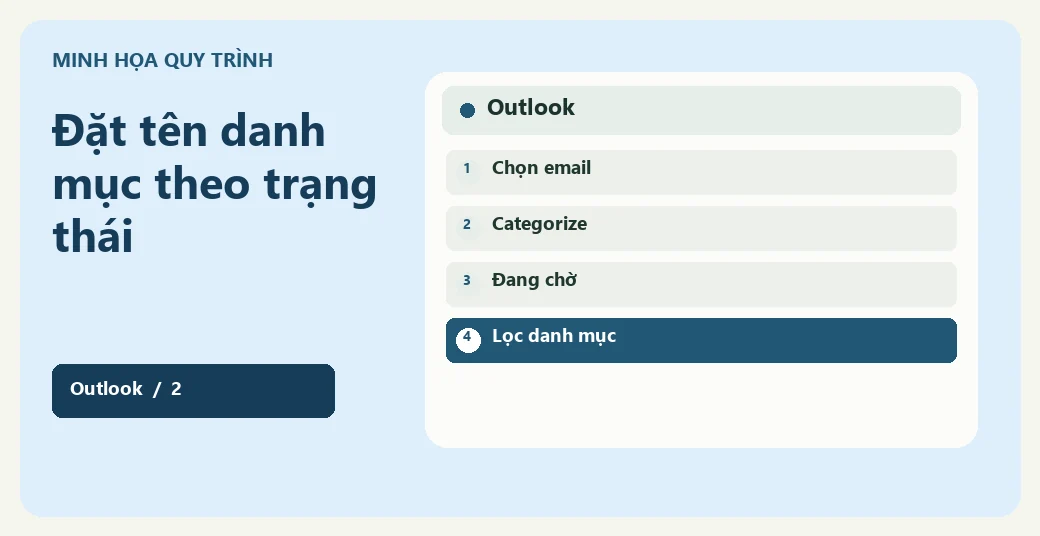 MINH HỌA QUY TRÌNH
Đặt tên danh
mục theo trạng
thái
Outlook / 2
Outlook
1 Chọn email
2 Categorize
3 Đang chờ
4 Lọc danh mục